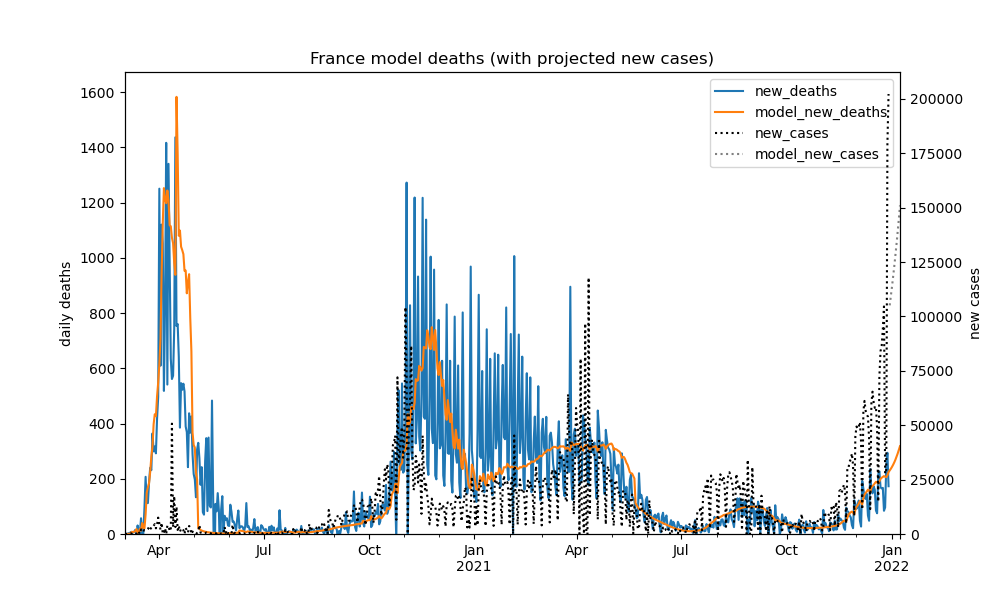 France model deaths (with projected new cases)
new_deaths
model_new_deaths
new_cases
model_new_cases
daily deaths
1600
1400
1200
1000
800
600
400
200
0
new cases
200000
175000
150000
125000
100000
75000
50000
25000
0
Apr
Jul
Oct
Jan
2021
Apr
Jul
Oct
Jan
2022